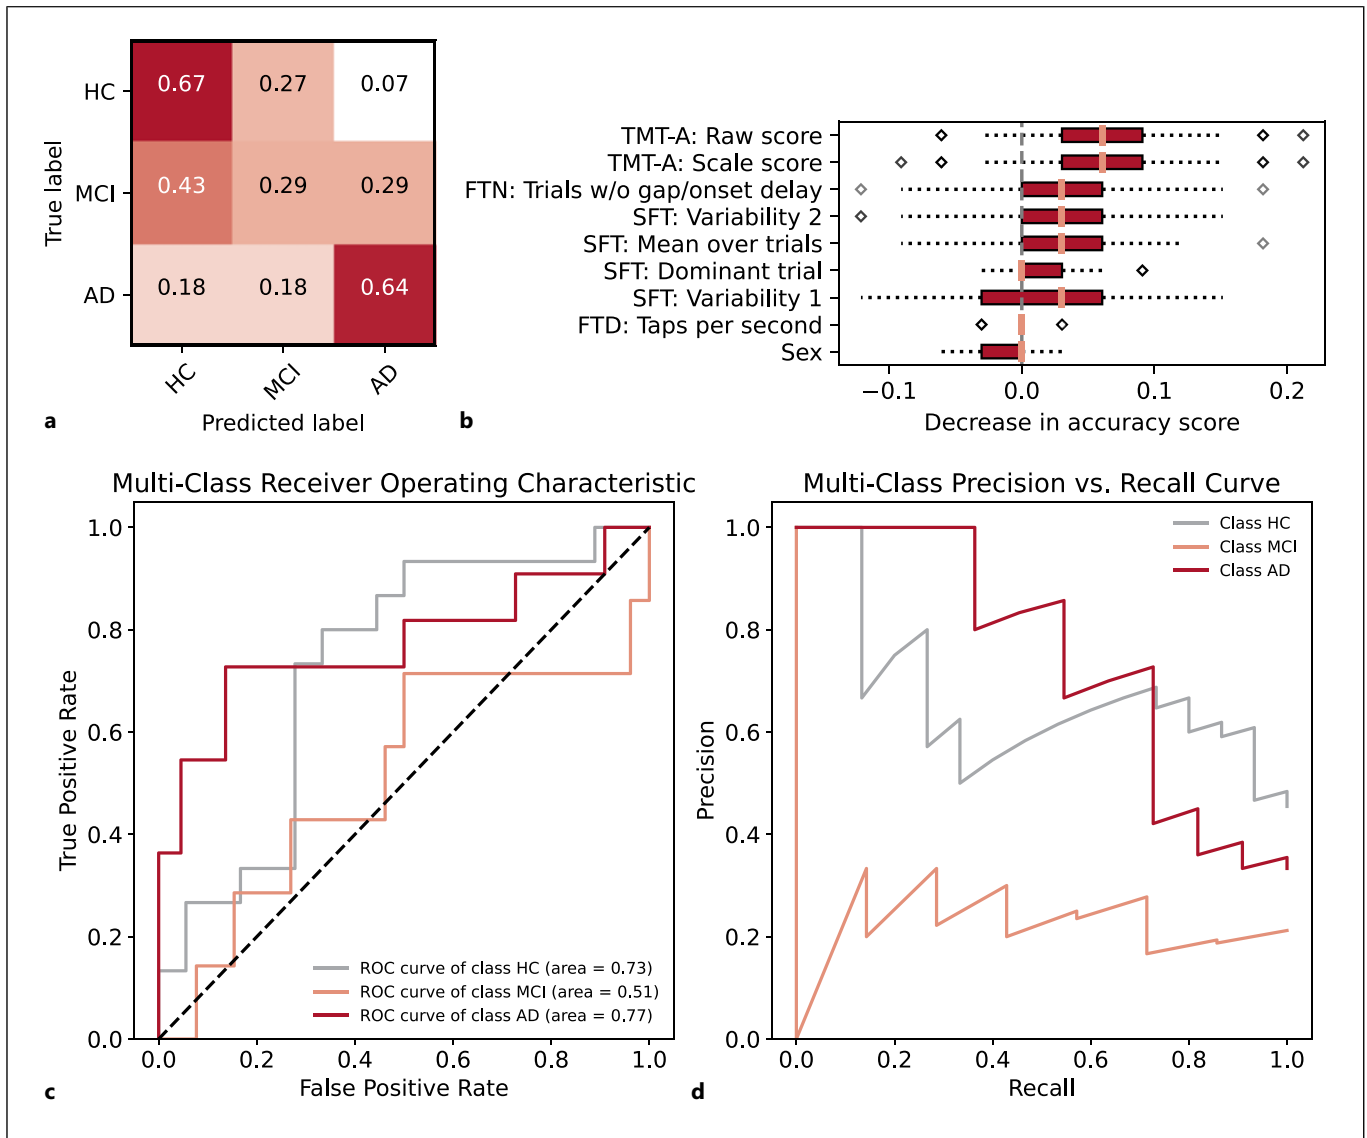 True label
HC
MCI
AD
0.67
0.27
0.07
0.43
0.29
0.29
0.18
0.18
0.64
HC
MCI
AD
Predicted label
a
TMT-A: Raw score
TMT-A: Scale score
FTN: Trials w/o gap/onset delay
SFT: Variability 2
SFT: Mean over trials
SFT: Dominant trial
SFT: Variability 1
FTD: Taps per second
Sex
−0.1
0.0
0.1
0.2
Decrease in accuracy score
b
Multi-Class Receiver Operating Characteristic
True Positive Rate
1.0
0.8
0.6
0.4
0.2
0.0
ROC curve of class HC (area = 0.73)
ROC curve of class MCI (area = 0.51)
ROC curve of class AD (area = 0.77)
0.0
0.2
0.4
0.6
0.8
1.0
False Positive Rate
c
Multi-Class Precision vs. Recall Curve
Precision
1.0
0.8
0.6
0.4
0.2
0.0
Class HC
Class MCI
Class AD
0.0
0.2
0.4
0.6
0.8
1.0
Recall
d